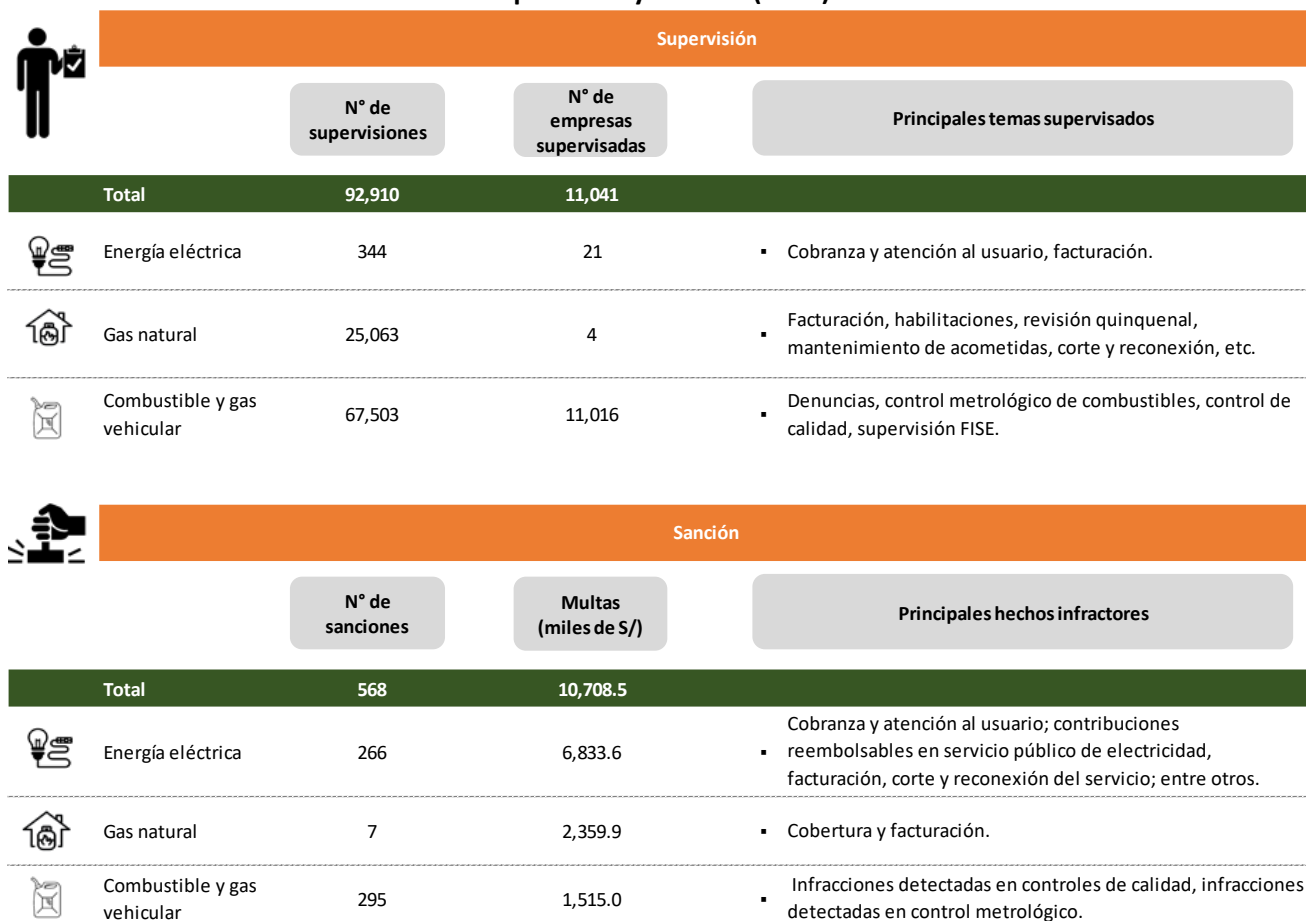 Supervisión
N° de
supervisiones
N° de
empresas
supervisadas
Principales temas supervisados
Total 92,910 11,041
Energía eléctrica 344 21 ▪ Cobranza y atención al usuario, facturación.
Gas natural 25,063 4 ▪ Facturación, habilitaciones, revisión quinquenal,
mantenimiento de acometidas, corte y reconexión, etc.
Combustible y gas
vehicular 67,503 11,016 ▪ Denuncias, control metrológico de combustibles, control de
calidad, supervisión FISE.
Sanción
N° de
sanciones
Multas
(miles de S/)
Principales hechos infractores
Total 568 10,708.5
Energía eléctrica 266 6,833.6 ▪ Cobranza y atención al usuario; contribuciones
reembolsables en servicio público de electricidad,
facturación, corte y reconexión del servicio; entre otros.
Gas natural 7 2,359.9 ▪ Cobertura y facturación.
Combustible y gas
vehicular 295 1,515.0 ▪ Infracciones detectadas en controles de calidad, infracciones
detectadas en control metrológico.